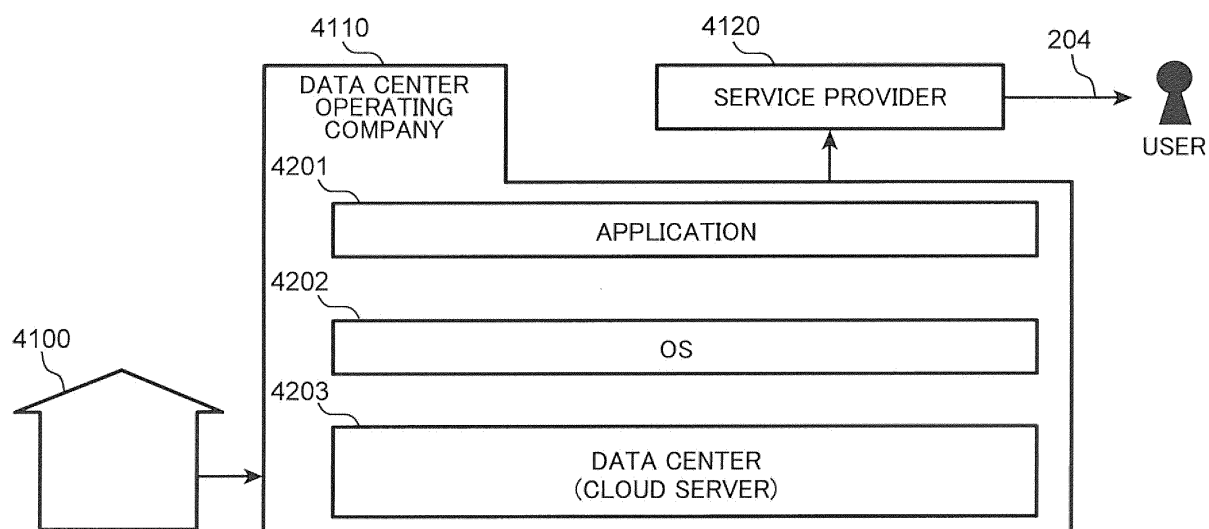 4110
4120
204
DATA CENTER
OPERATING
COMPANY
SERVICE PROVIDER
USER
4201
APPLICATION
4202
OS
4100
4203
DATA CENTER
(CLOUD SERVER)